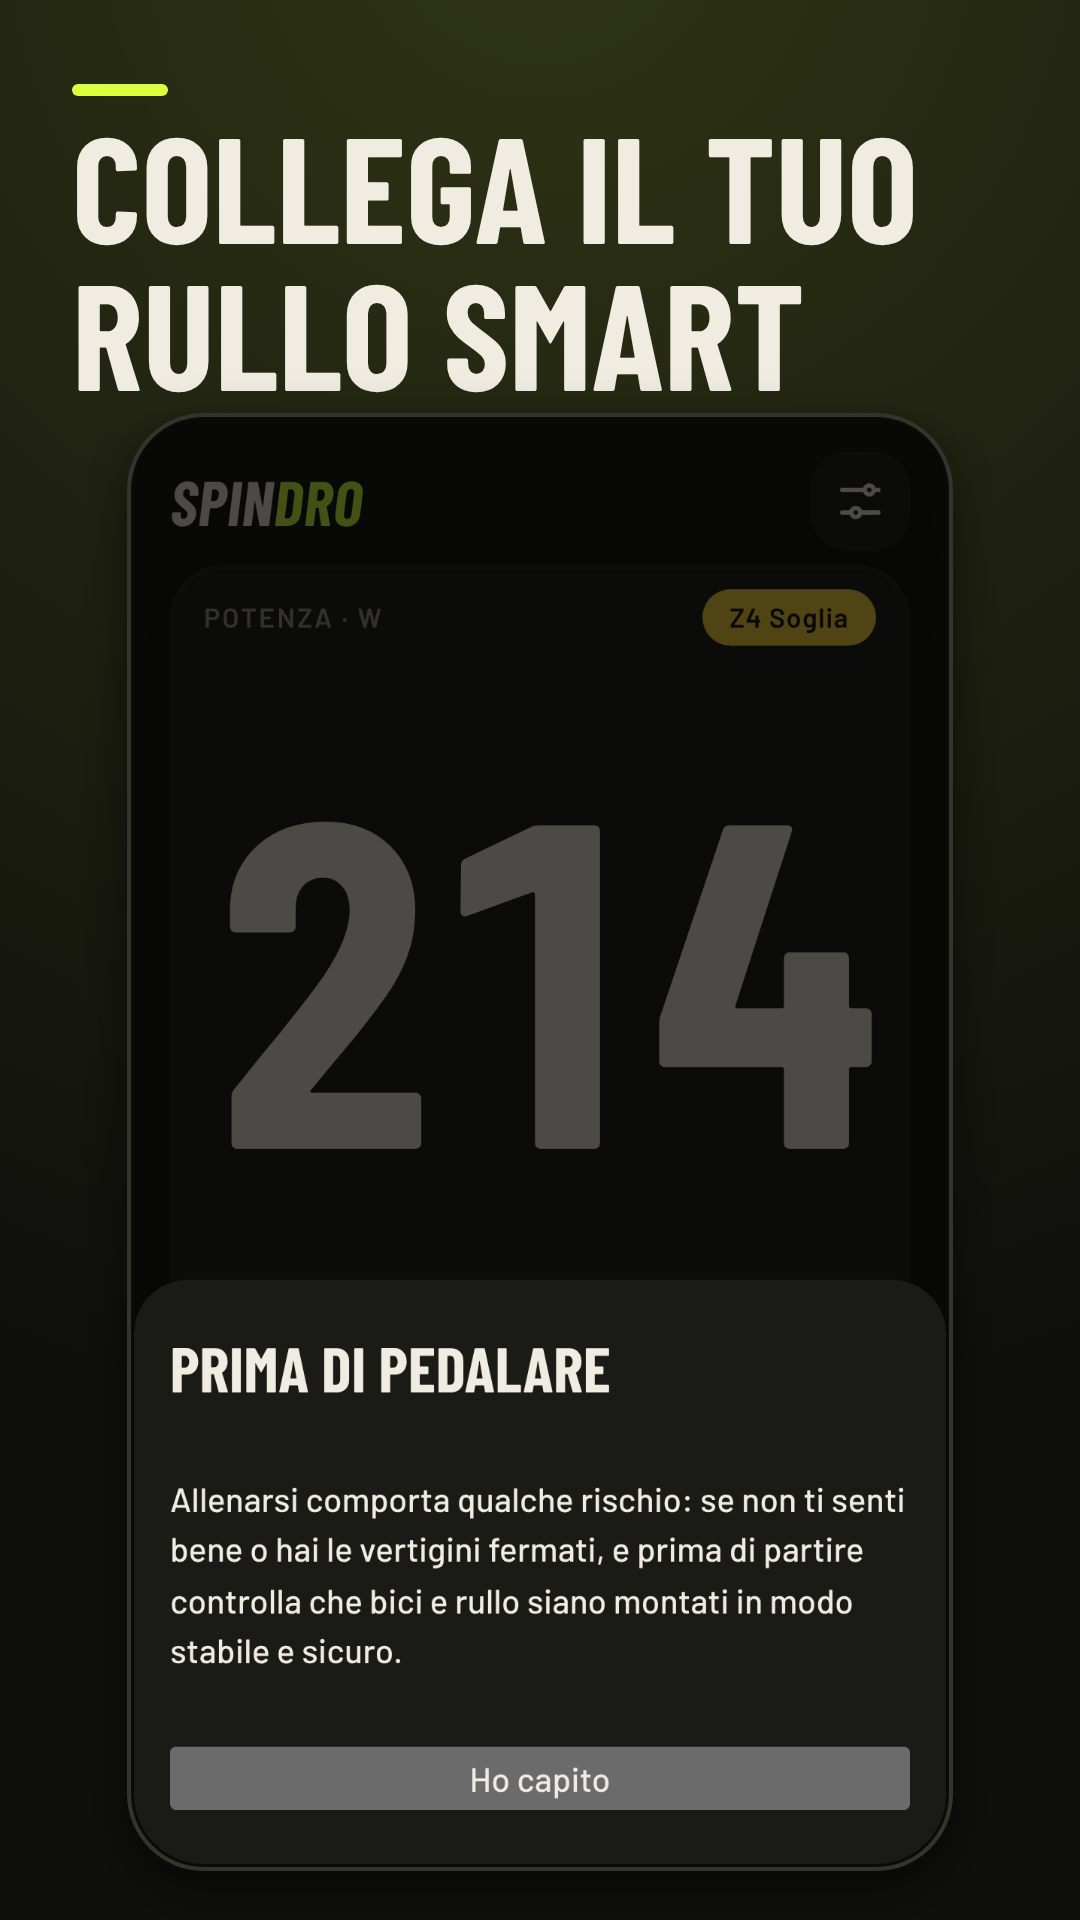 COLLEGA IL TUO
RULLO SMART
SPINDRO
POTENZA · W
Z4 Soglia
214
PRIMA DI PEDALARE
Allenarsi comporta qualche rischio: se non ti senti
bene o hai le vertigini fermati, e prima di partire
controlla che bici e rullo siano montati in modo
stabile e sicuro.
Ho capito